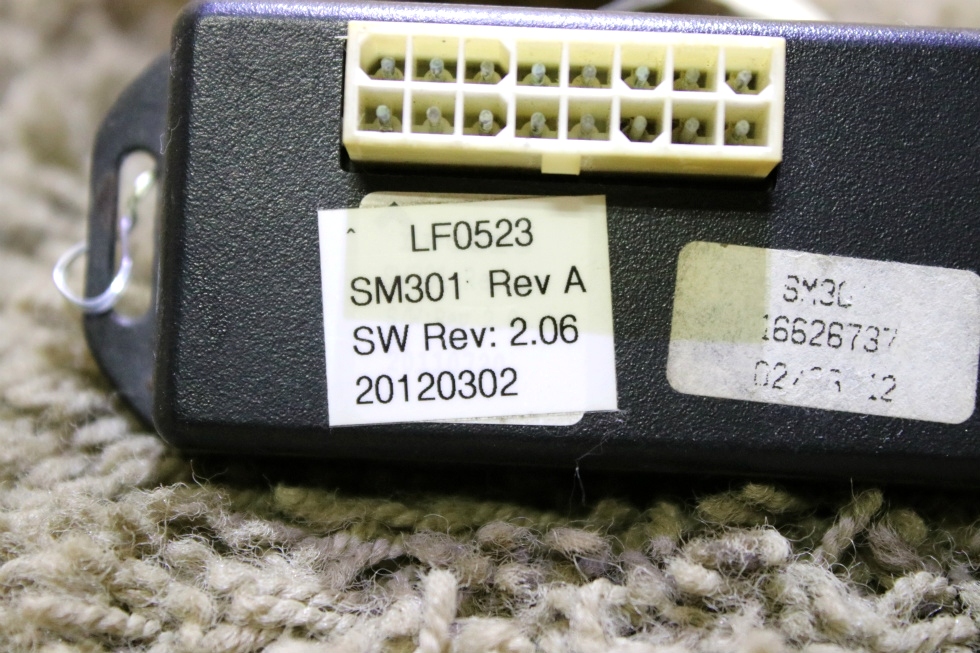 LF0523
SM301 Rev A
SW Rev: 2.06
20120302
16626737